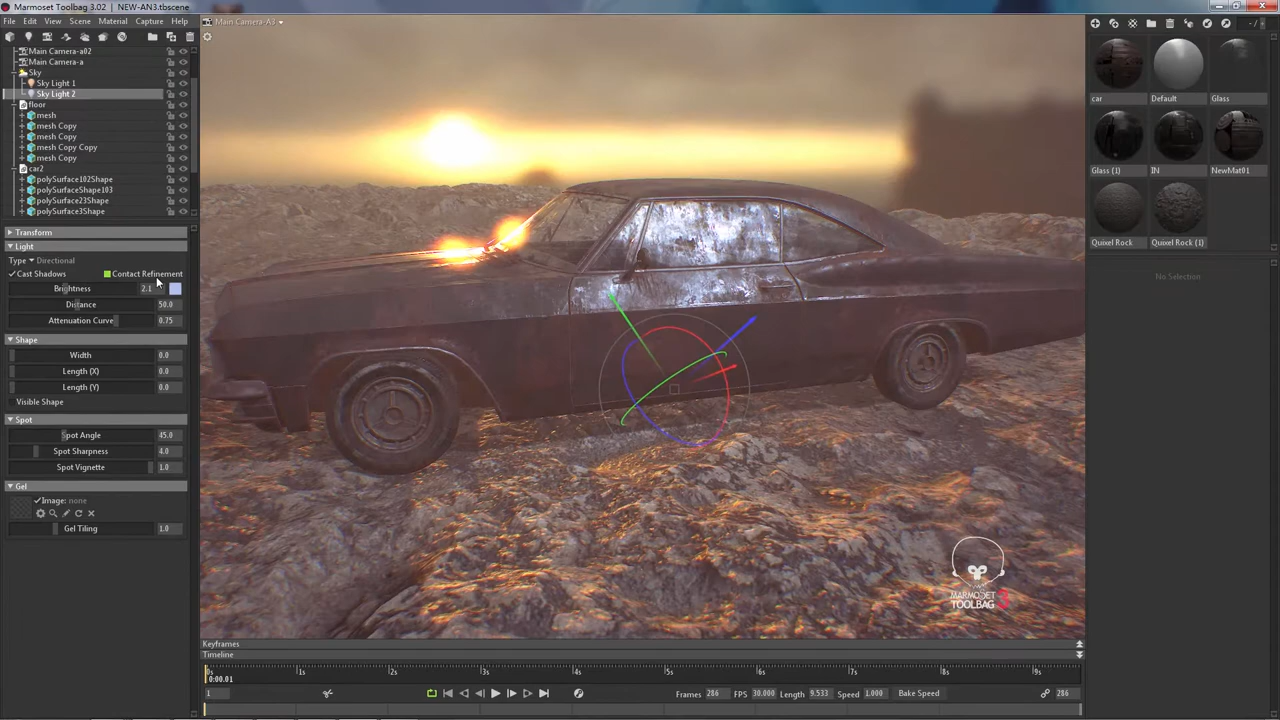 Marmoset Toolbag 3.02 | NEW-AN3.tbscene
File Edit View Scene Material Capture Help
Main Camera-A3
Main Camera-a02
Main Camera-a
Sky
Sky Light 1
Sky Light 2
floor
mesh
mesh Copy
mesh Copy
mesh Copy Copy
mesh Copy
car2
polySurface102Shape
polySurfaceShape103
polySurface23Shape
polySurface3Shape
Transform
Light
Type Directional
Cast Shadows Contact Refinement
Brightness 2.1
Distance 50.0
Attenuation Curve 0.75
Shape
Width 0.0
Length (X) 0.0
Length (Y) 0.0
Visible Shape
Spot
Spot Angle 45.0
Spot Sharpness 4.0
Spot Vignette 1.0
Gel
Image: none
Gel Tiling 1.0
MARMOSET
TOOLBAG 3
Keyframes
Timeline
0s 1s 2s 3s 4s 5s 6s 7s 8s 9s
0:00.01
1 Frames 286 FPS 30.000 Length 9.533 Speed 1.000 Bake Speed 286
- /
car Default Glass
Glass (1) IN NewMat01
Quixel Rock Quixel Rock (1)
No Selection